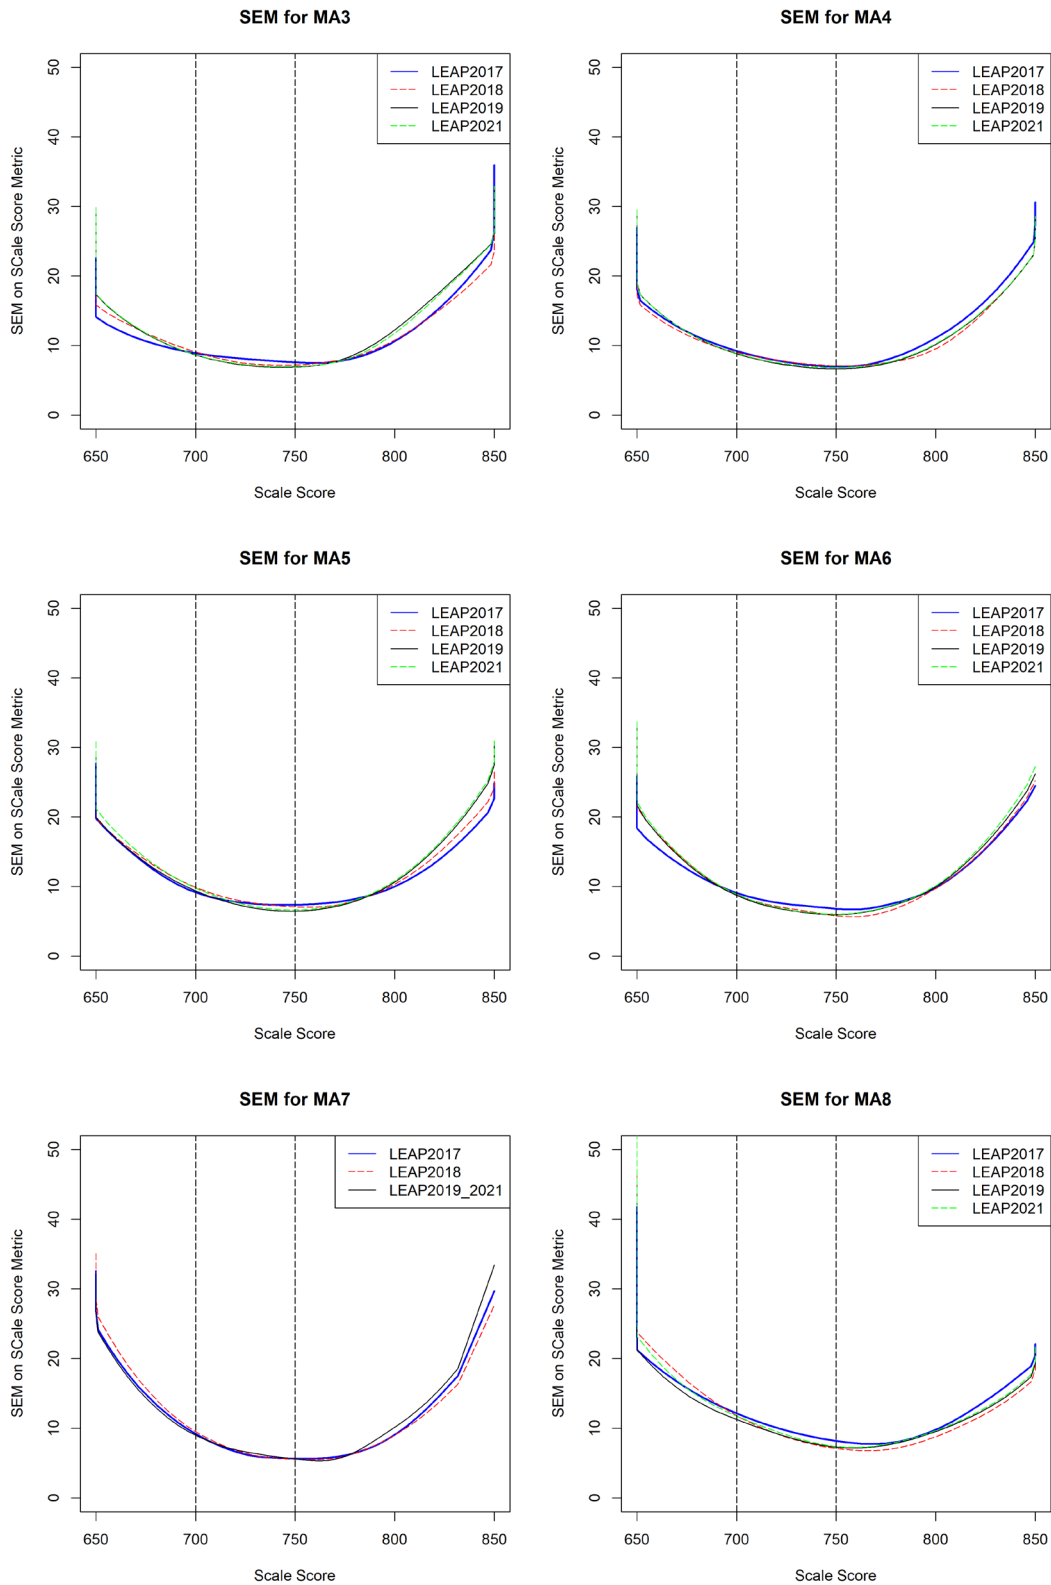 SEM for MA3
SEM on SCale Score Metric
50
40
30
20
10
0
LEAP2017
LEAP2018
LEAP2019
LEAP2021
650 700 750 800 850
Scale Score
SEM for MA4
SEM on SCale Score Metric
50
40
30
20
10
0
LEAP2017
LEAP2018
LEAP2019
LEAP2021
650 700 750 800 850
Scale Score
SEM for MA5
SEM on SCale Score Metric
50
40
30
20
10
0
LEAP2017
LEAP2018
LEAP2019
LEAP2021
650 700 750 800 850
Scale Score
SEM for MA6
SEM on SCale Score Metric
50
40
30
20
10
0
LEAP2017
LEAP2018
LEAP2019
LEAP2021
650 700 750 800 850
Scale Score
SEM for MA7
SEM on SCale Score Metric
50
40
30
20
10
0
LEAP2017
LEAP2018
LEAP2019_2021
650 700 750 800 850
Scale Score
SEM for MA8
SEM on SCale Score Metric
50
40
30
20
10
0
LEAP2017
LEAP2018
LEAP2019
LEAP2021
650 700 750 800 850
Scale Score